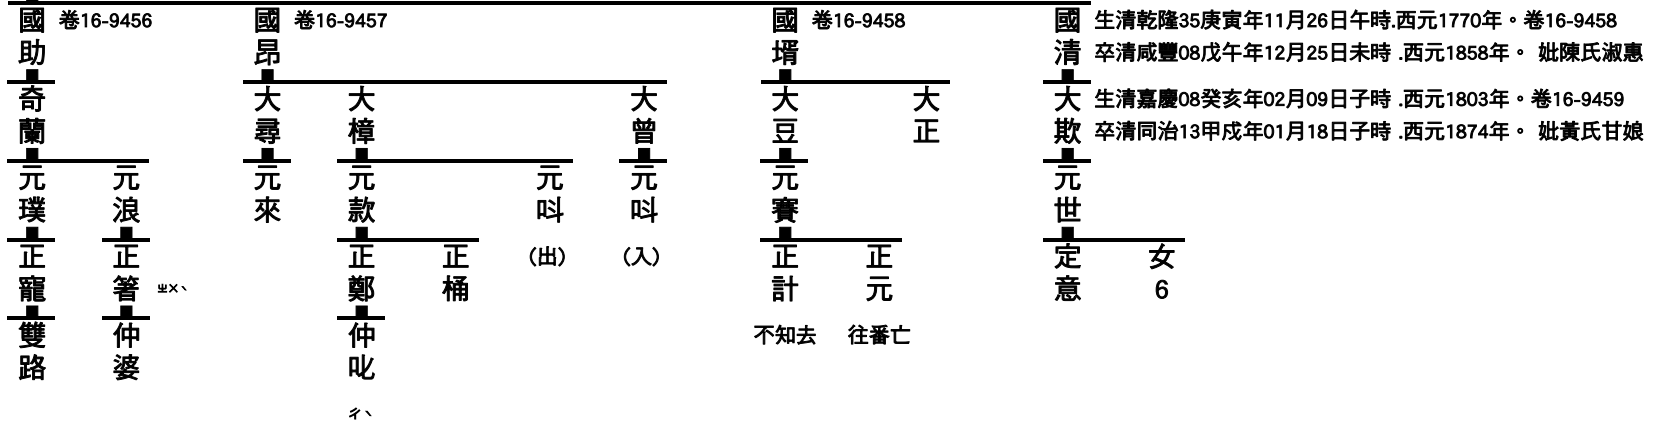 國助 卷16-9456
國昂 卷16-9457
國壻 卷16-9458
國清 生清乾隆35庚寅年11月26日午時.西元1770年。卷16-9458
卒清咸豐08戊午年12月25日未時 .西元1858年。 妣陳氏淑惠
奇蘭
大尋
大樟
大曾
大豆
大正
大欺 生清嘉慶08癸亥年02月09日子時 .西元1803年。卷16-9459
卒清同治13甲戌年01月18日子時 .西元1874年。 妣黃氏甘娘
元璞
元浪
元來
元款
元呌
元呌
元賽
元世
正寵
正箸 ㄓㄨˋ
正鄭
正桶
(出)
(入)
正計
正元
定意
女6
雙路
仲婆
仲叱
不知去
往番亡
ㄔˋ